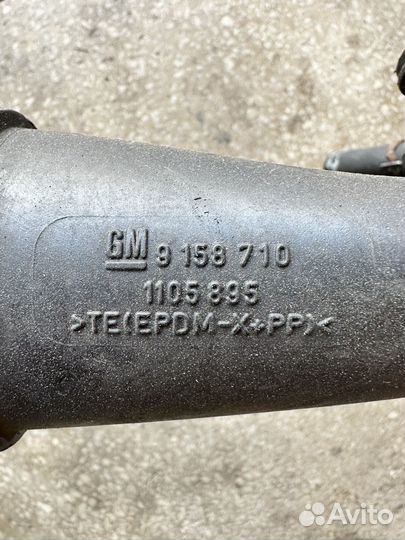 GM 9 158 710
1105 895
>TE(EPDM-X+PP)<
Avito